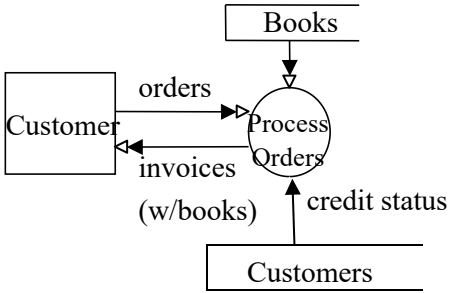 Books
orders
Customer
Process
Orders
invoices
(w/books)
credit status
Customers